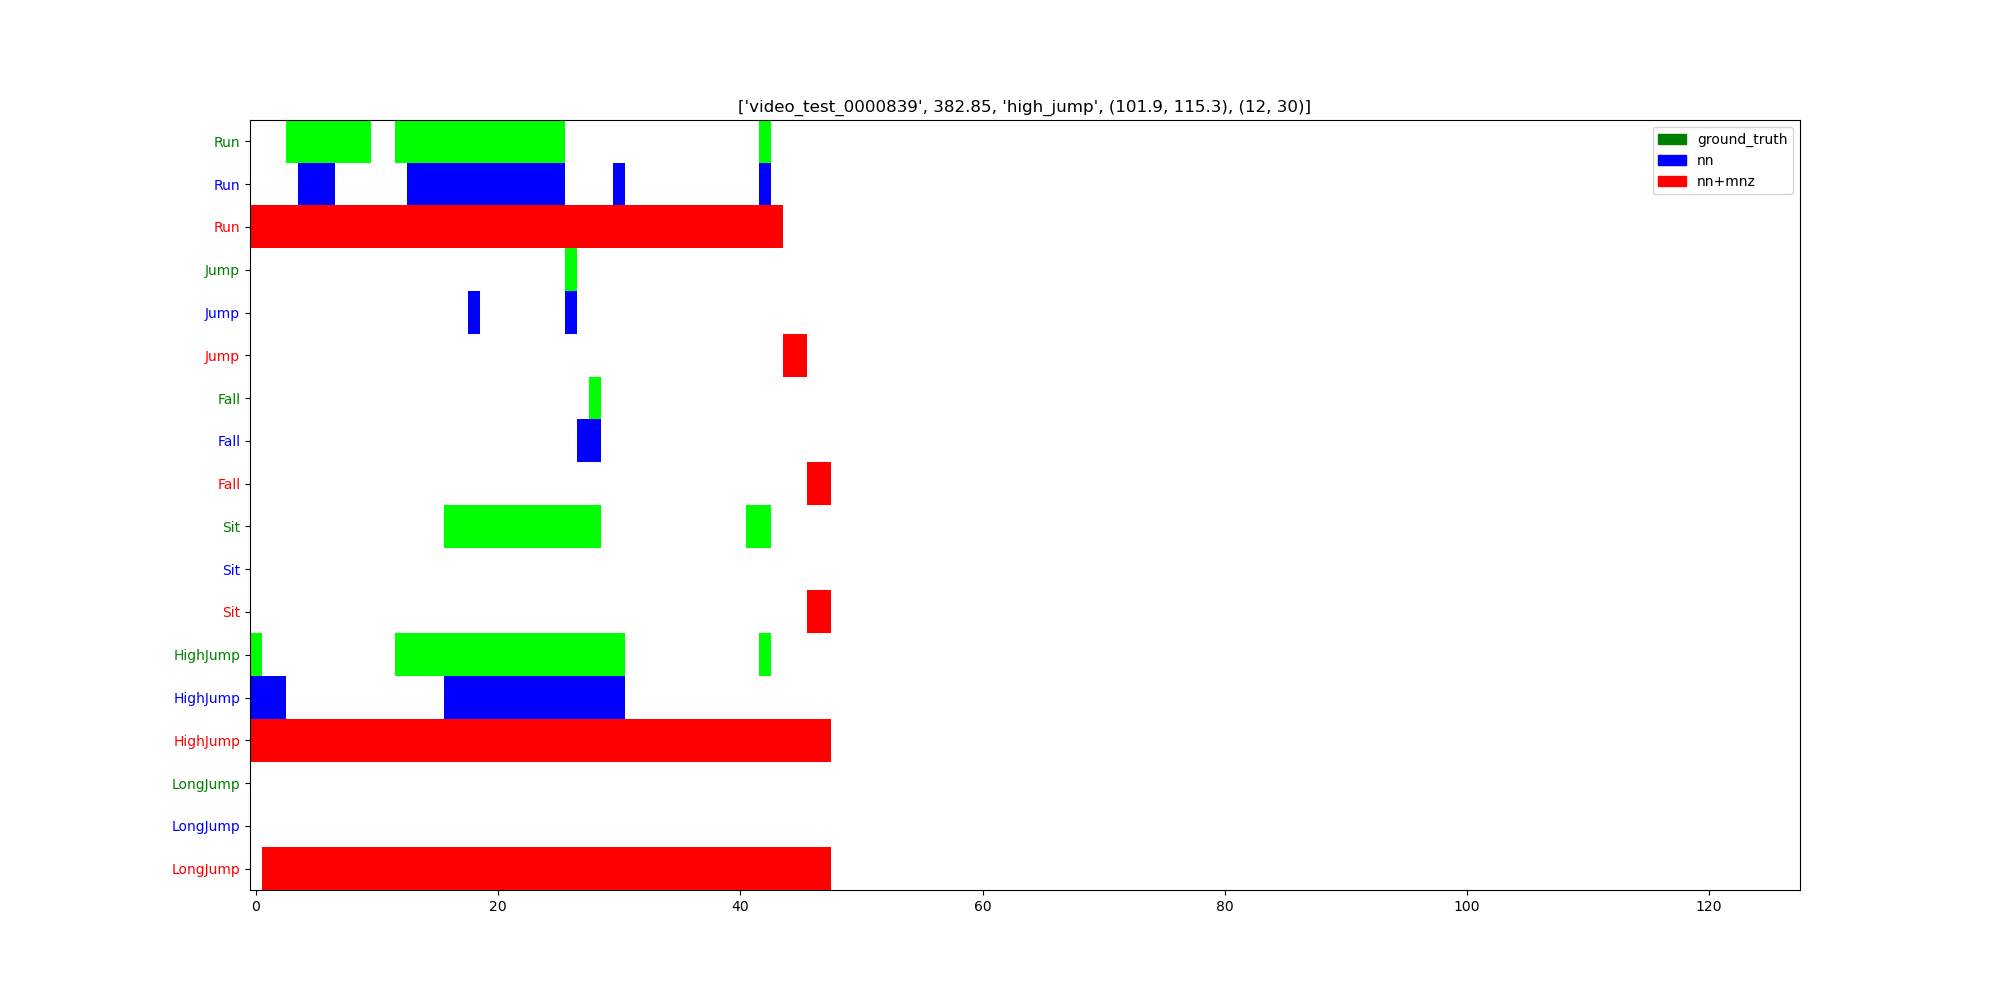 ['video_test_0000839', 382.85, 'high_jump', (101.9, 115.3), (12, 30)]
ground_truth
nn
nn+mnz
Run
Run
Run
Jump
Jump
Jump
Fall
Fall
Fall
Sit
Sit
Sit
HighJump
HighJump
HighJump
LongJump
LongJump
LongJump
0 20 40 60 80 100 120